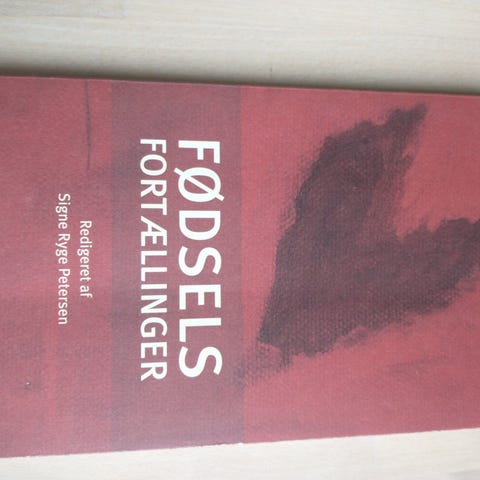 FØDSELS
FORTÆLLINGER
Redigeret af
Signe Ryge Petersen